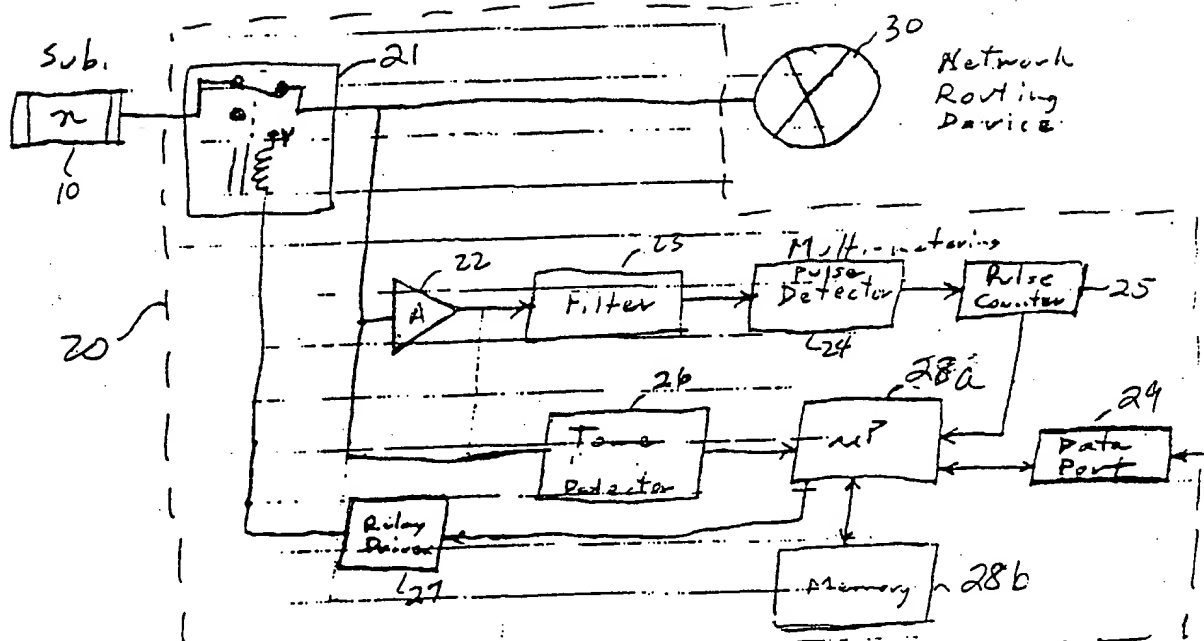 Sub.
n
10
21
+V
30
Network
Routing
Device
20
22
A
23
Filter
Multi-metering
Pulse
Detector
24
Pulse
Counter
25
26
Tone
Detector
28a
μP
29
Data
Port
Relay
Driver
27
Memory
28b